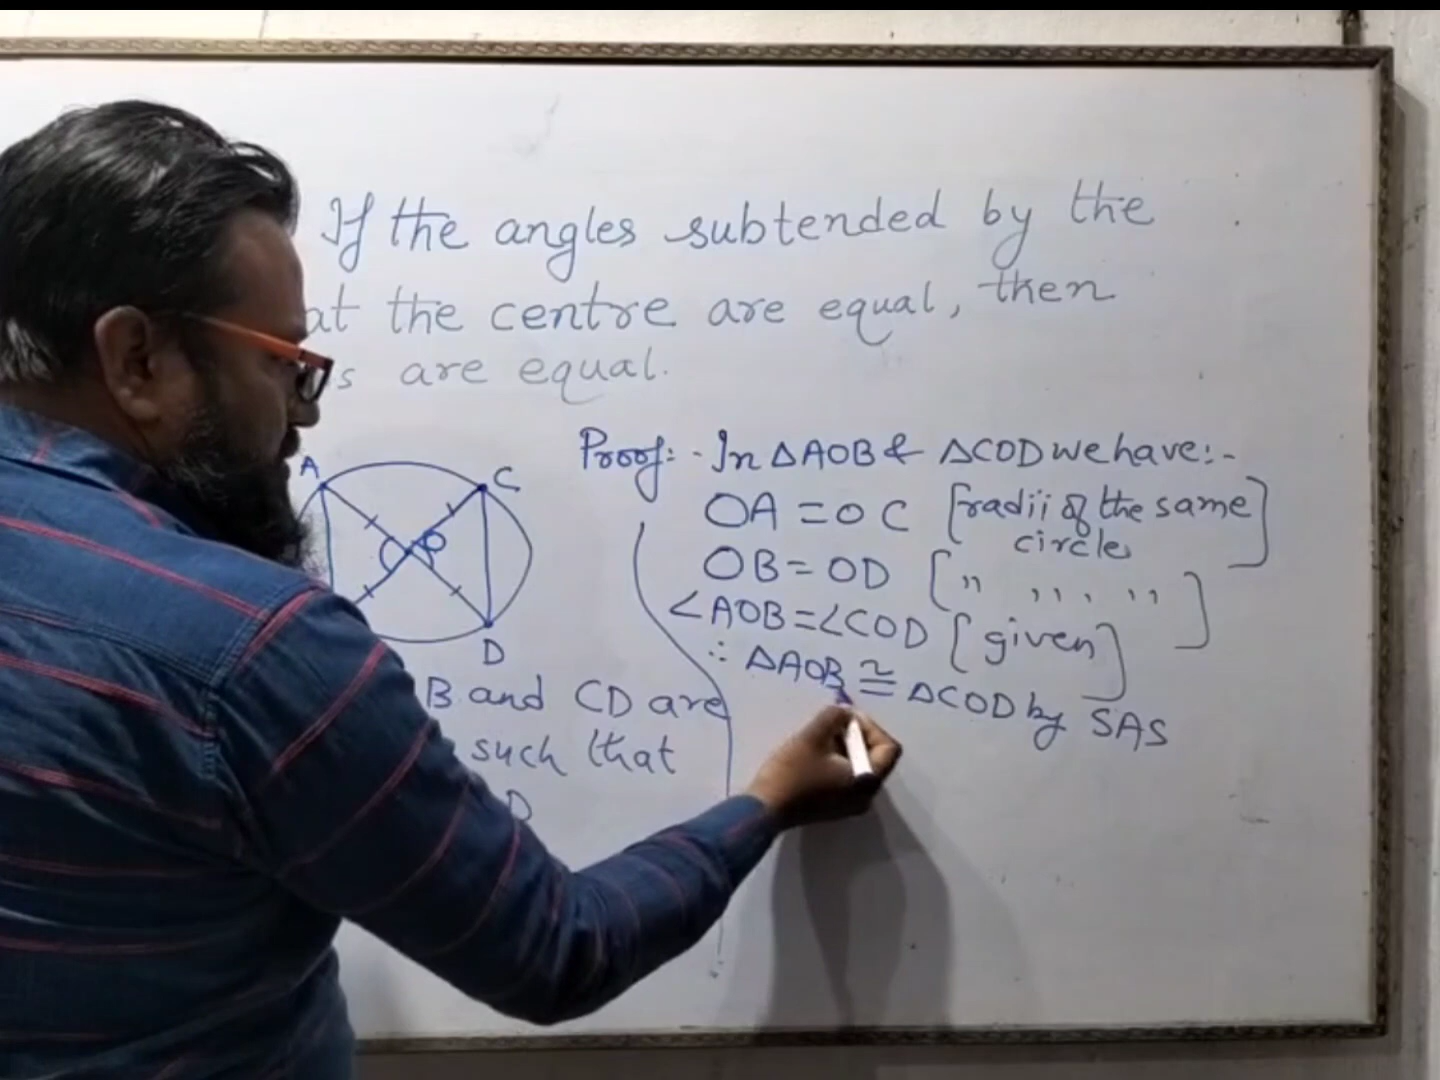 If the angles subtended by the
at the centre are equal, then
s are equal.
Proof:- In ΔAOB & ΔCOD we have:-
OA = OC [radii of the same
circle]
OB = OD [ ,, ,, ,, ,, ]
∠AOB = ∠COD [given]
∴ ΔAOB ≅ ΔCOD by SAS
A
C
O
D
B and CD are
such that
D